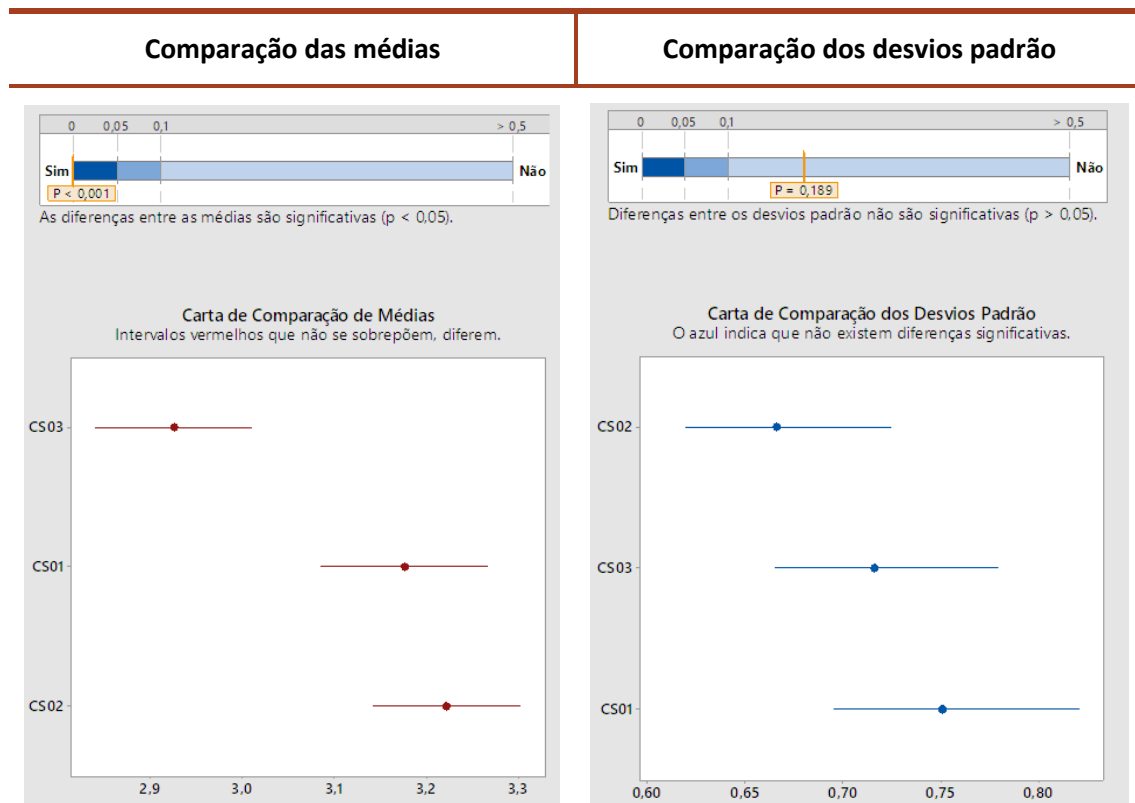 Comparação das médias
Comparação dos desvios padrão
0 0,05 0,1 > 0,5
Sim Não
P < 0,001
As diferenças entre as médias são significativas (p < 0,05).
Carta de Comparação de Médias
Intervalos vermelhos que não se sobrepõem, diferem.
CS03
CS01
CS02
2,9 3,0 3,1 3,2 3,3
0 0,05 0,1 > 0,5
Sim Não
P = 0,189
Diferenças entre os desvios padrão não são significativas (p > 0,05).
Carta de Comparação dos Desvios Padrão
O azul indica que não existem diferenças significativas.
CS02
CS03
CS01
0,60 0,65 0,70 0,75 0,80